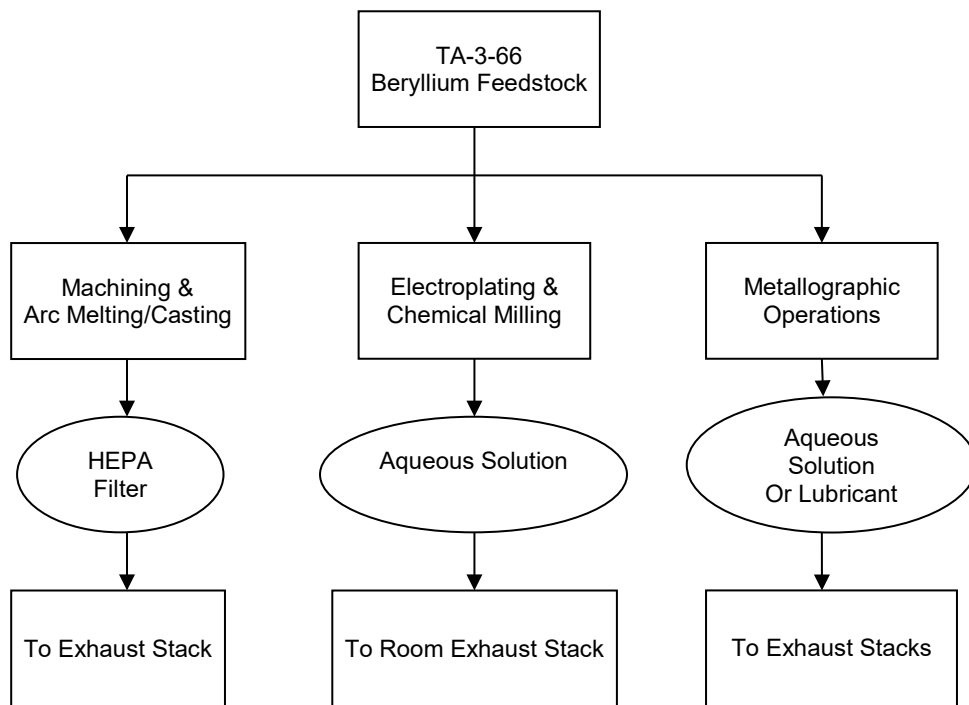 TA-3-66
Beryllium Feedstock
Machining &
Arc Melting/Casting
Electroplating &
Chemical Milling
Metallographic
Operations
HEPA
Filter
Aqueous Solution
Aqueous
Solution
Or Lubricant
To Exhaust Stack
To Room Exhaust Stack
To Exhaust Stacks